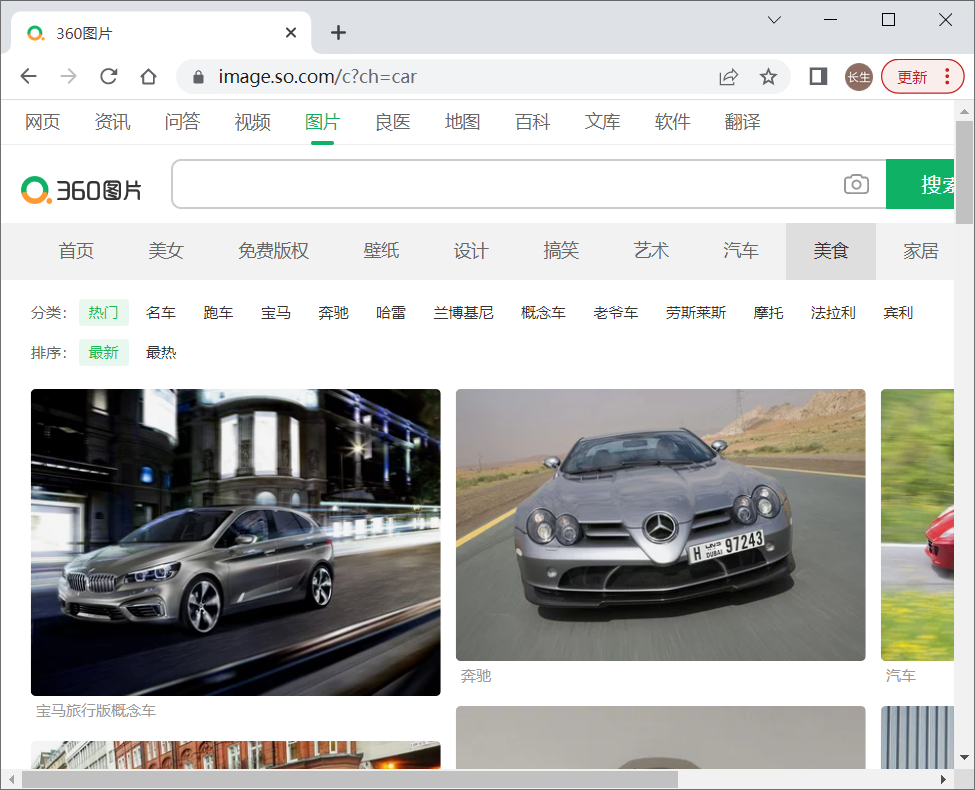 360图片
image.so.com/c?ch=car
长生
更新
网页 资讯 问答 视频 图片 良医 地图 百科 文库 软件 翻译
360图片
搜索
首页 美女 免费版权 壁纸 设计 搞笑 艺术 汽车 美食 家居
分类: 热门 名车 跑车 宝马 奔驰 哈雷 兰博基尼 概念车 老爷车 劳斯莱斯 摩托 法拉利 宾利
排序: 最新 最热
H UAE DUBAI 97243
奔驰
汽车
宝马旅行版概念车